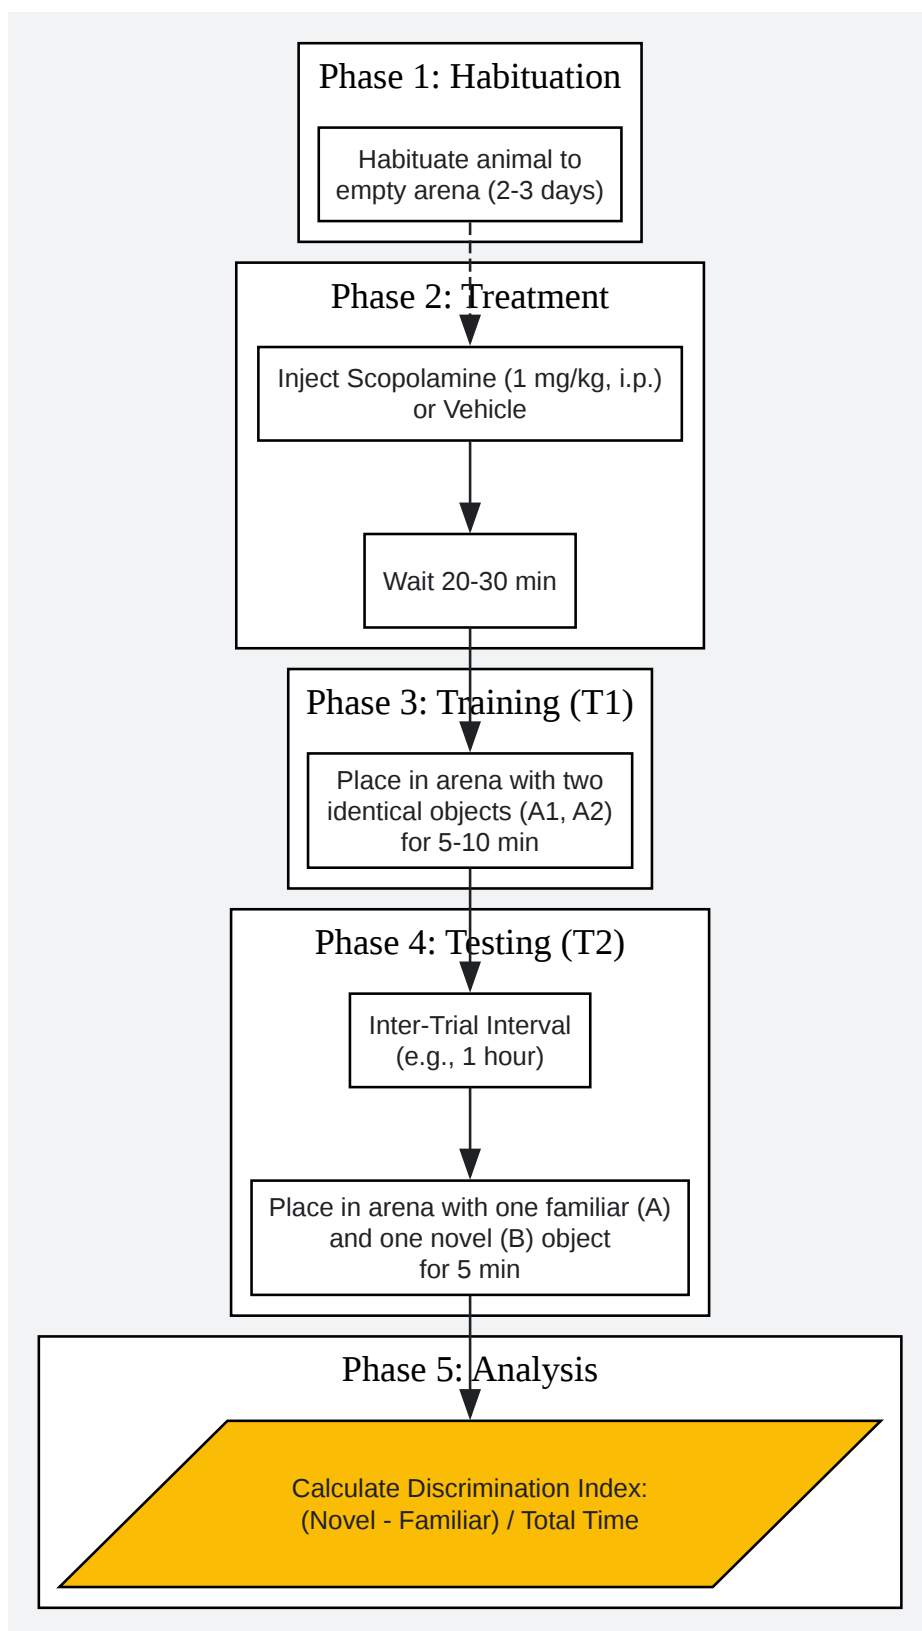 Phase 1: Habituation
Habituate animal to
empty arena (2-3 days)
Phase 2: Treatment
Inject Scopolamine (1 mg/kg, i.p.)
or Vehicle
Wait 20-30 min
Phase 3: Training (T1)
Place in arena with two
identical objects (A1, A2)
for 5-10 min
Phase 4: Testing (T2)
Inter-Trial Interval
(e.g., 1 hour)
Place in arena with one familiar (A)
and one novel (B) object
for 5 min
Phase 5: Analysis
Calculate Discrimination Index:
(Novel - Familiar) / Total Time